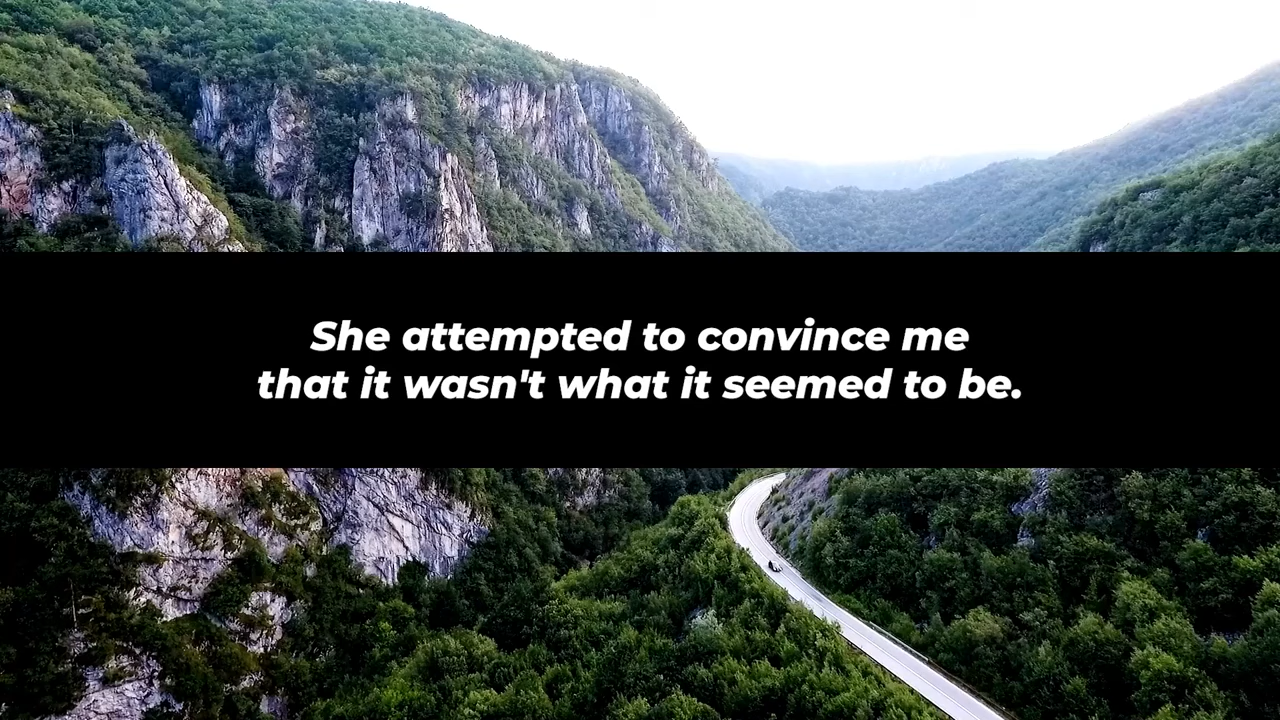 She attempted to convince me
that it wasn't what it seemed to be.